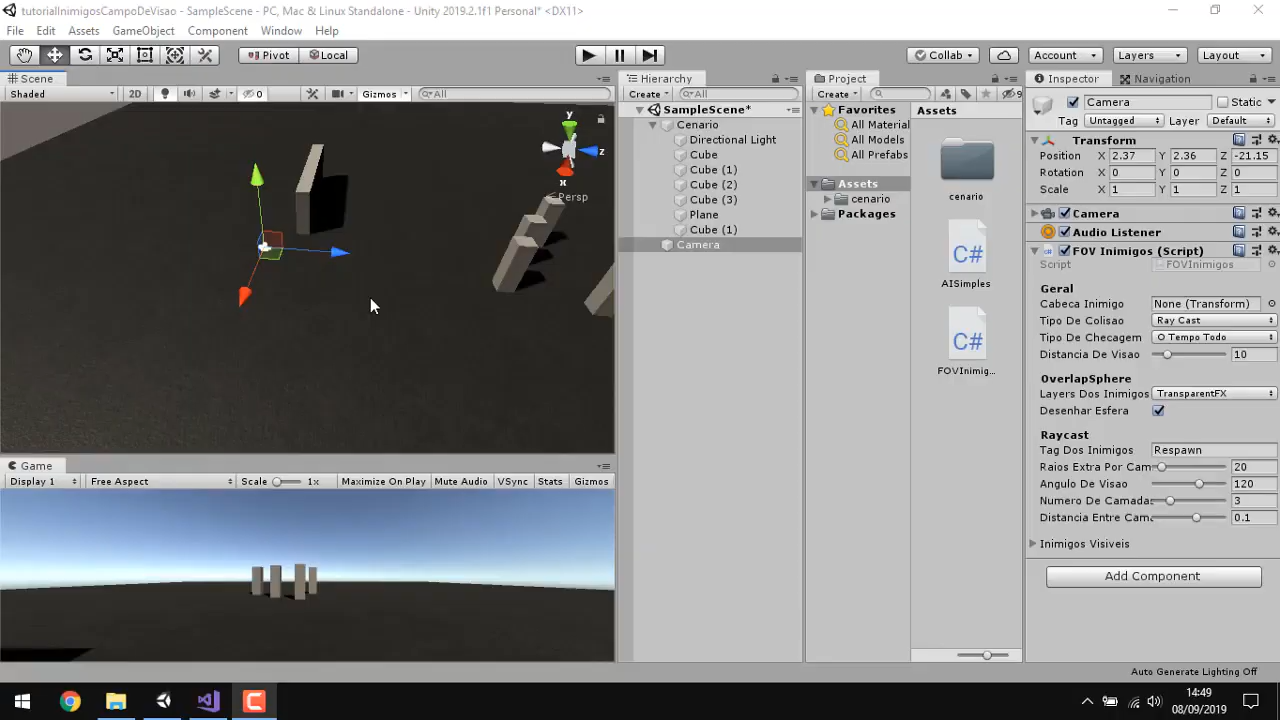 tutorialInimigosCampoDeVisao - SampleScene - PC, Mac & Linux Standalone - Unity 2019.2.1f1 Personal* <DX11>
File Edit Assets GameObject Component Window Help
Pivot Local Collab Account Layers Layout
Scene
Shaded 2D 0 Gizmos All
y
z
x
Persp
Game
Display 1 Free Aspect Scale 1x Maximize On Play Mute Audio VSync Stats Gizmos
Hierarchy
Create All
SampleScene*
Cenario
Directional Light
Cube
Cube (1)
Cube (2)
Cube (3)
Plane
Cube (1)
Camera
Project
Create 9
Favorites
All Material
All Models
All Prefabs
Assets
cenario
Packages
Assets
cenario
C#
AISimples
C#
FOVInimig...
Inspector Navigation
Camera Static
Tag Untagged Layer Default
Transform
Position X 2.37 Y 2.36 Z -21.15
Rotation X 0 Y 0 Z 0
Scale X 1 Y 1 Z 1
Camera
Audio Listener
FOV Inimigos (Script)
Script FOVInimigos
Geral
Cabeca Inimigo None (Transform)
Tipo De Colisao Ray Cast
Tipo De Checagem O Tempo Todo
Distancia De Visao 10
OverlapSphere
Layers Dos Inimigos TransparentFX
Desenhar Esfera
Raycast
Tag Dos Inimigos Respawn
Raios Extra Por Cam 20
Angulo De Visao 120
Numero De Camadas 3
Distancia Entre Cama 0.1
Inimigos Visiveis
Add Component
Auto Generate Lighting Off
14:49
08/09/2019